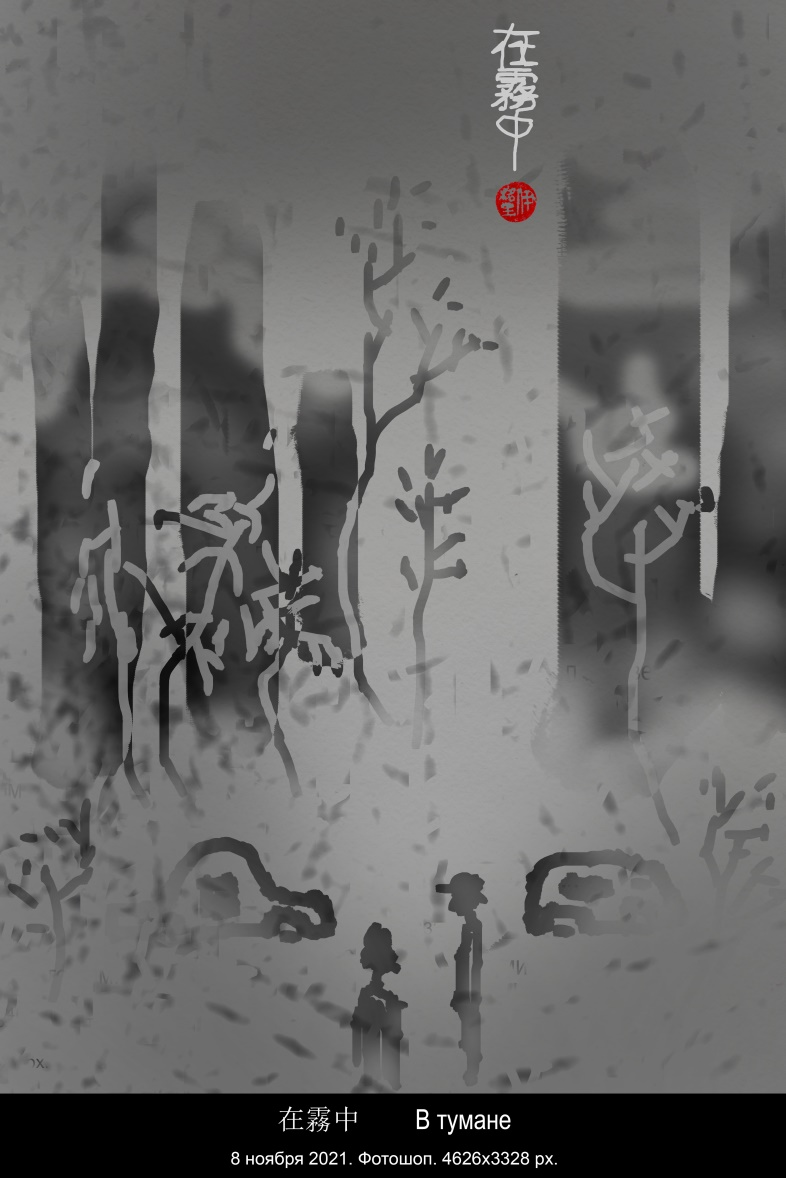 在霧中
在霧中 В тумане
8 ноября 2021. Фотошоп. 4626x3328 px.